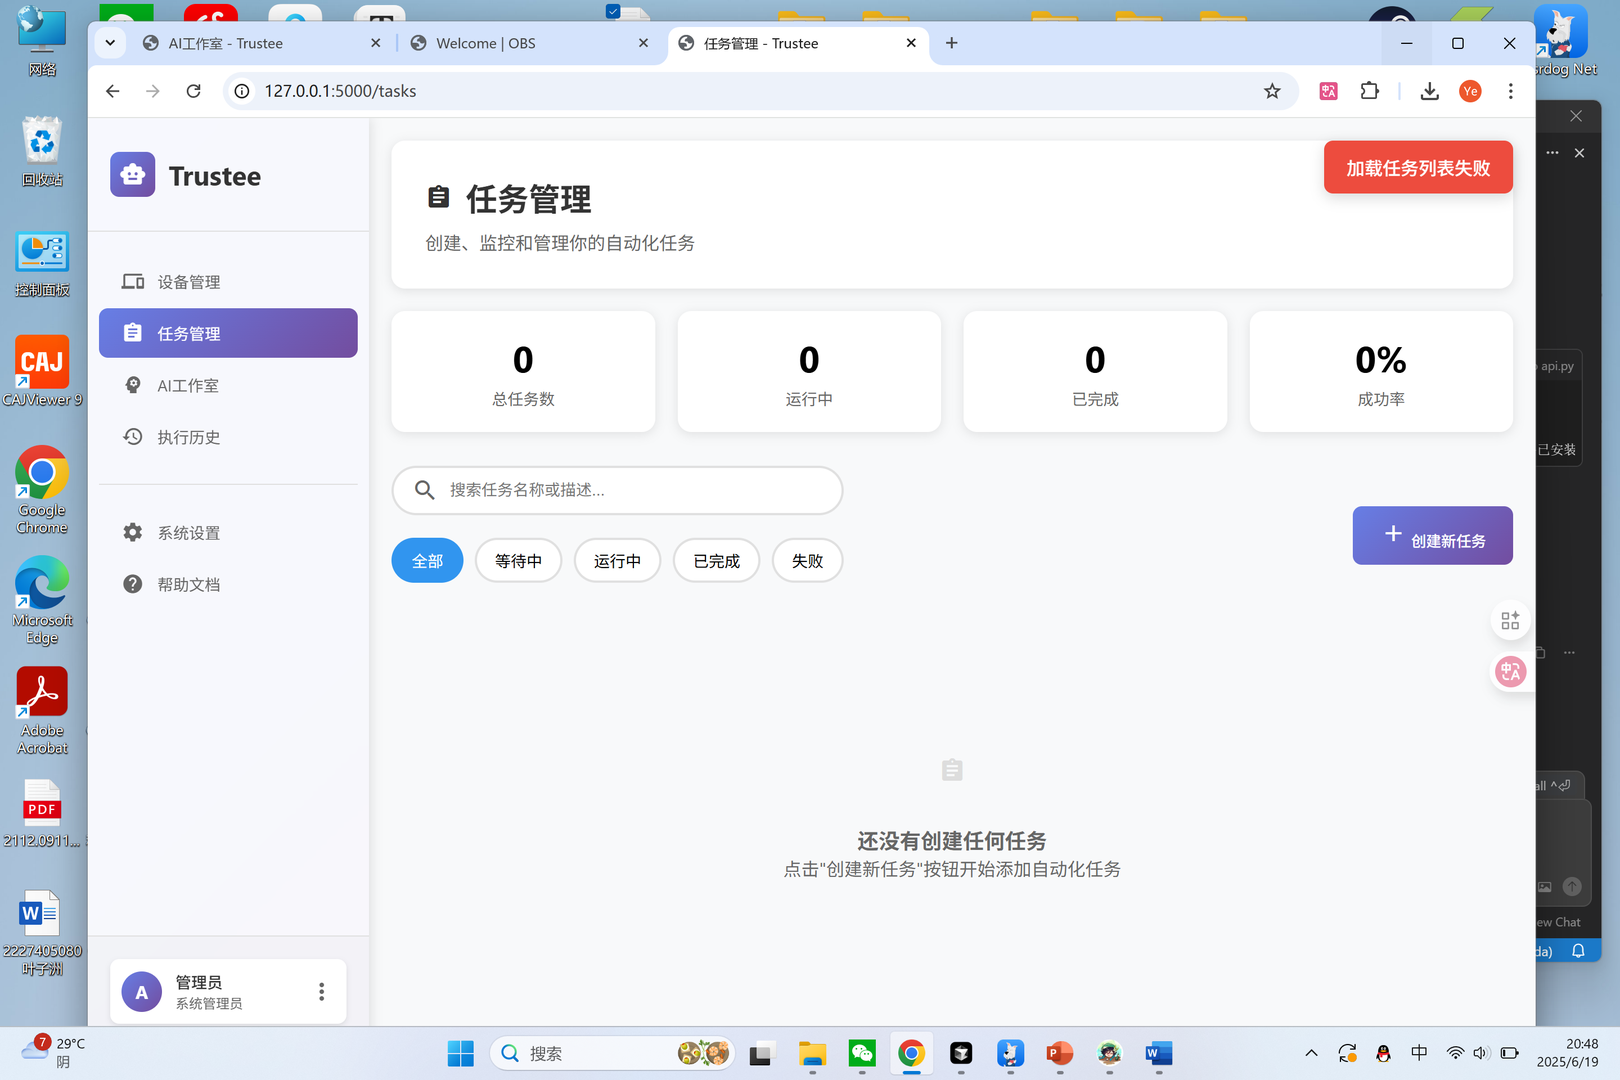 网络
回收站
控制面板
CAJ
CAJViewer 9
Google
Chrome
Microsoft
Edge
Adobe
Acrobat
PDF
2112.0911...
W
2227405080
叶子洲
AI工作室 - Trustee
Welcome | OBS
任务管理 - Trustee
127.0.0.1:5000/tasks
Ye
Trustee
设备管理
任务管理
AI工作室
执行历史
系统设置
帮助文档
A
管理员
系统管理员
任务管理
创建、监控和管理你的自动化任务
加载任务列表失败
0
总任务数
0
运行中
0
已完成
0%
成功率
搜索任务名称或描述...
全部
等待中
运行中
已完成
失败
创建新任务
还没有创建任何任务
点击"创建新任务"按钮开始添加自动化任务
Net
api.py
已安装
all
Chat
7
29°C
阴
搜索
中
20:48
2025/6/19